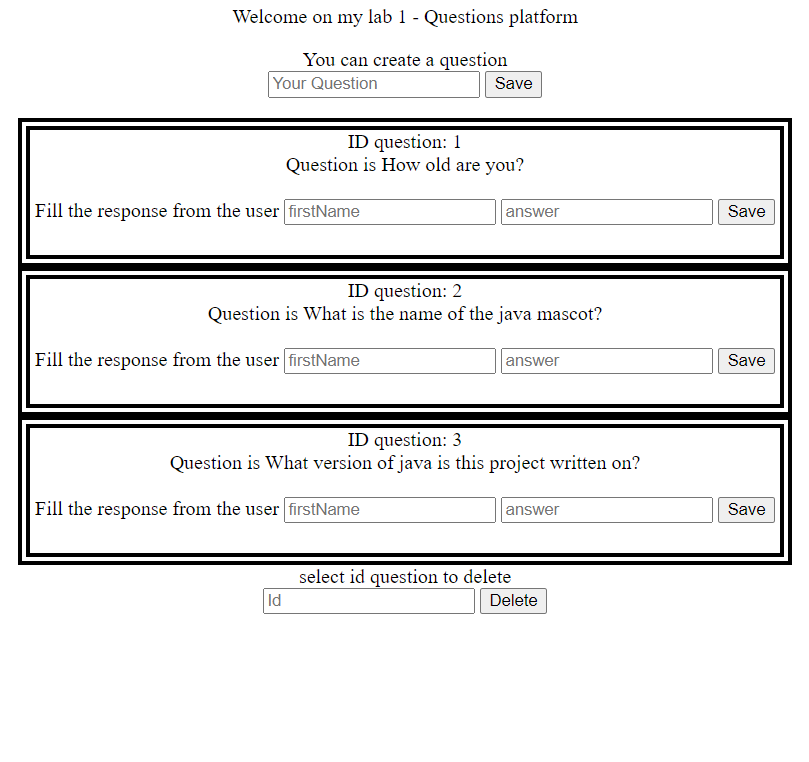 Welcome on my lab 1 - Questions platform
You can create a question
Your Question Save
ID question: 1
Question is How old are you?
Fill the response from the user firstName answer Save
ID question: 2
Question is What is the name of the java mascot?
Fill the response from the user firstName answer Save
ID question: 3
Question is What version of java is this project written on?
Fill the response from the user firstName answer Save
select id question to delete
Id Delete